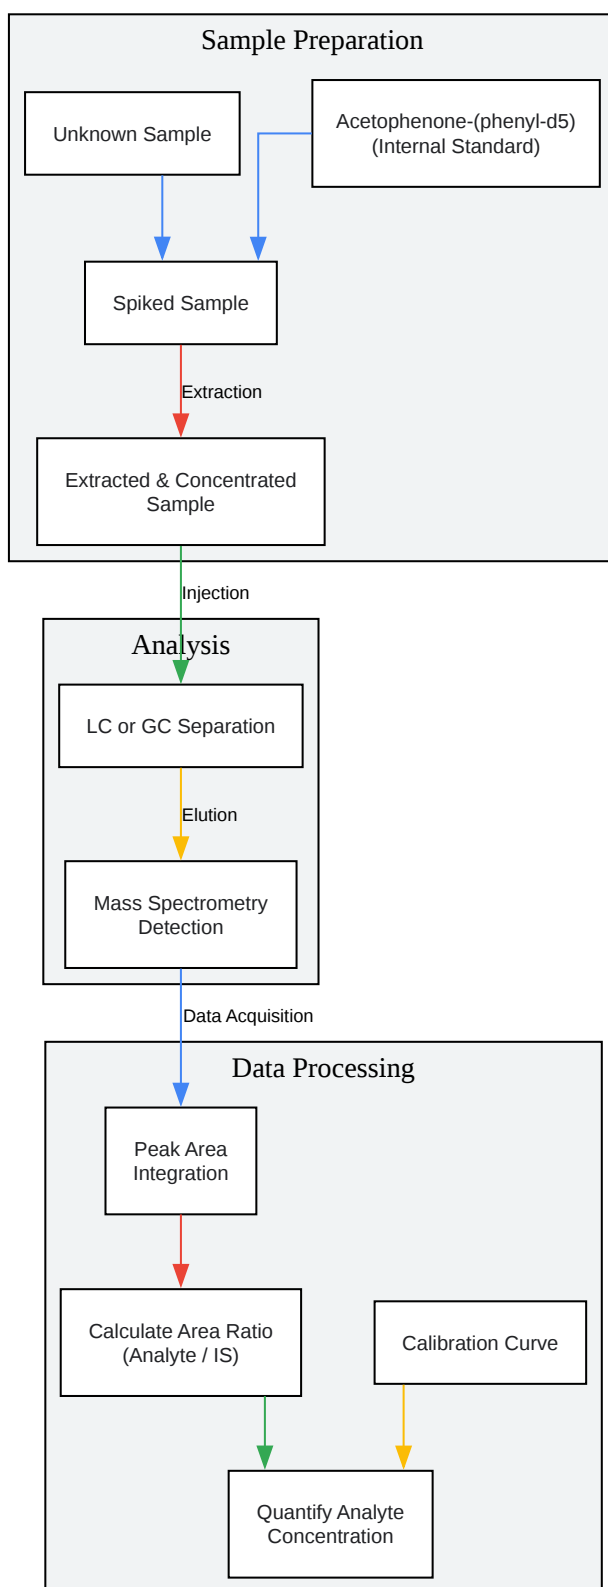 Sample Preparation
Unknown Sample
Acetophenone-(phenyl-d5)
(Internal Standard)
Spiked Sample
Extraction
Extracted & Concentrated
Sample
Injection
Analysis
LC or GC Separation
Elution
Mass Spectrometry
Detection
Data Acquisition
Data Processing
Peak Area
Integration
Calculate Area Ratio
(Analyte / IS)
Calibration Curve
Quantify Analyte
Concentration